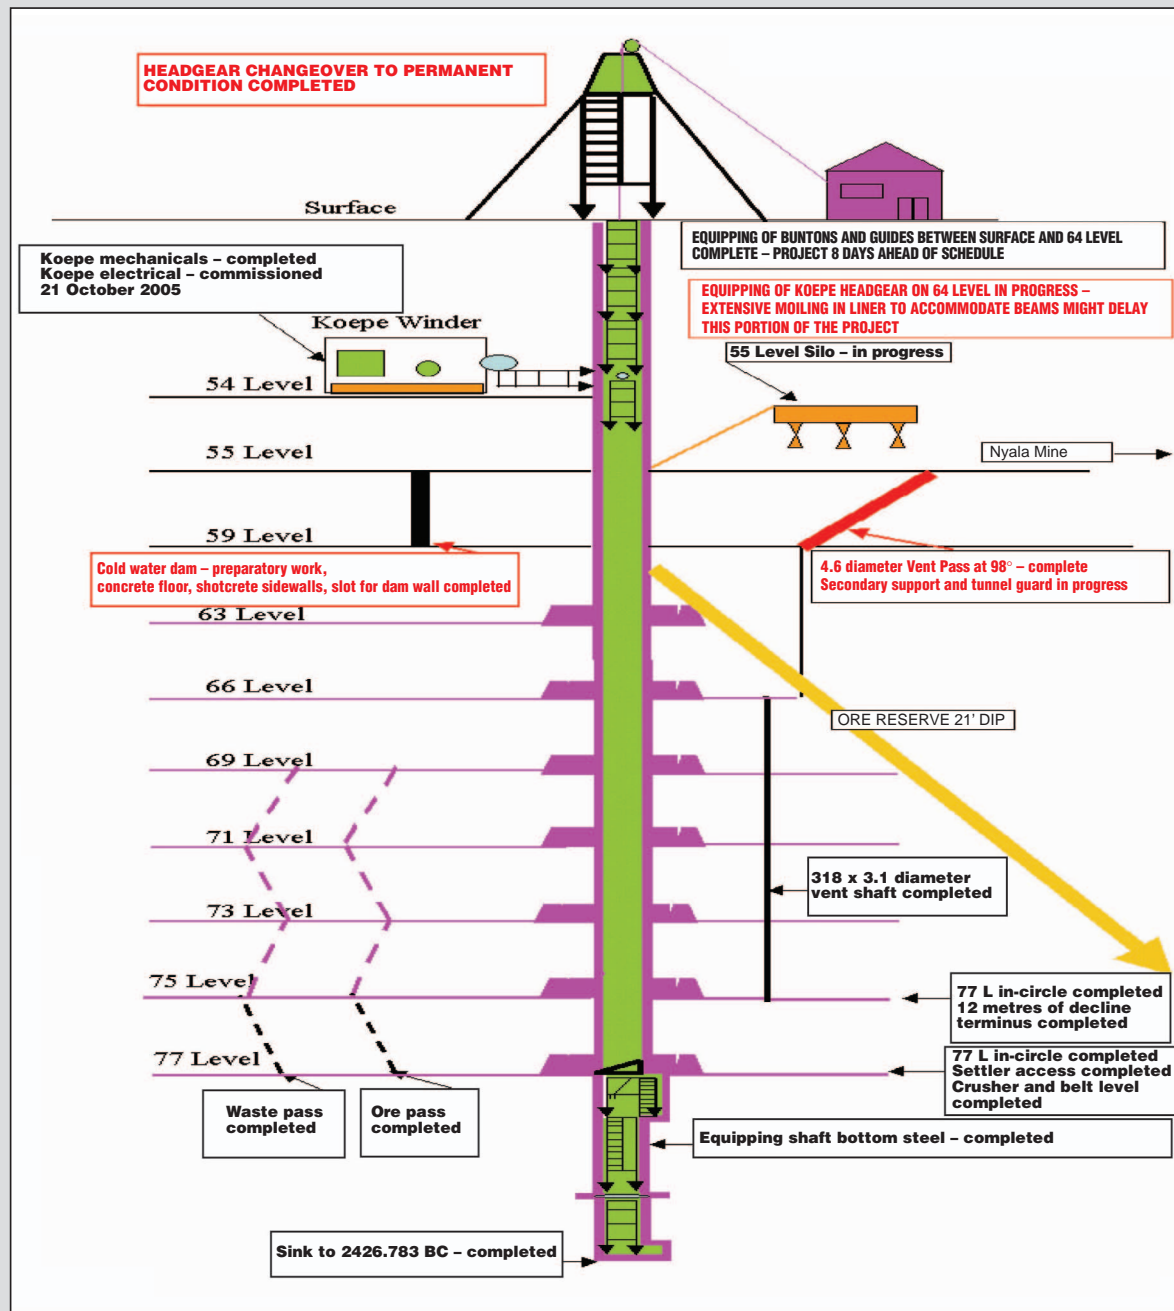 HEADGEAR CHANGEOVER TO PERMANENT
CONDITION COMPLETED
Surface
EQUIPPING OF BUNTONS AND GUIDES BETWEEN SURFACE AND 64 LEVEL
COMPLETE – PROJECT 8 DAYS AHEAD OF SCHEDULE
Koepe mechanicals – completed
Koepe electrical – commissioned
21 October 2005
EQUIPPING OF KOEPE HEADGEAR ON 64 LEVEL IN PROGRESS –
EXTENSIVE MOILING IN LINER TO ACCOMMODATE BEAMS MIGHT DELAY
THIS PORTION OF THE PROJECT
Koepe Winder
55 Level Silo – in progress
54 Level
55 Level
Nyala Mine
59 Level
Cold water dam – preparatory work,
concrete floor, shotcrete sidewalls, slot for dam wall completed
4.6 diameter Vent Pass at 98° – complete
Secondary support and tunnel guard in progress
63 Level
66 Level
ORE RESERVE 21' DIP
69 Level
71 Level
318 x 3.1 diameter
vent shaft completed
73 Level
75 Level
77 L in-circle completed
12 metres of decline
terminus completed
77 Level
77 L in-circle completed
Settler access completed
Crusher and belt level
completed
Waste pass
completed
Ore pass
completed
Equipping shaft bottom steel – completed
Sink to 2426.783 BC – completed